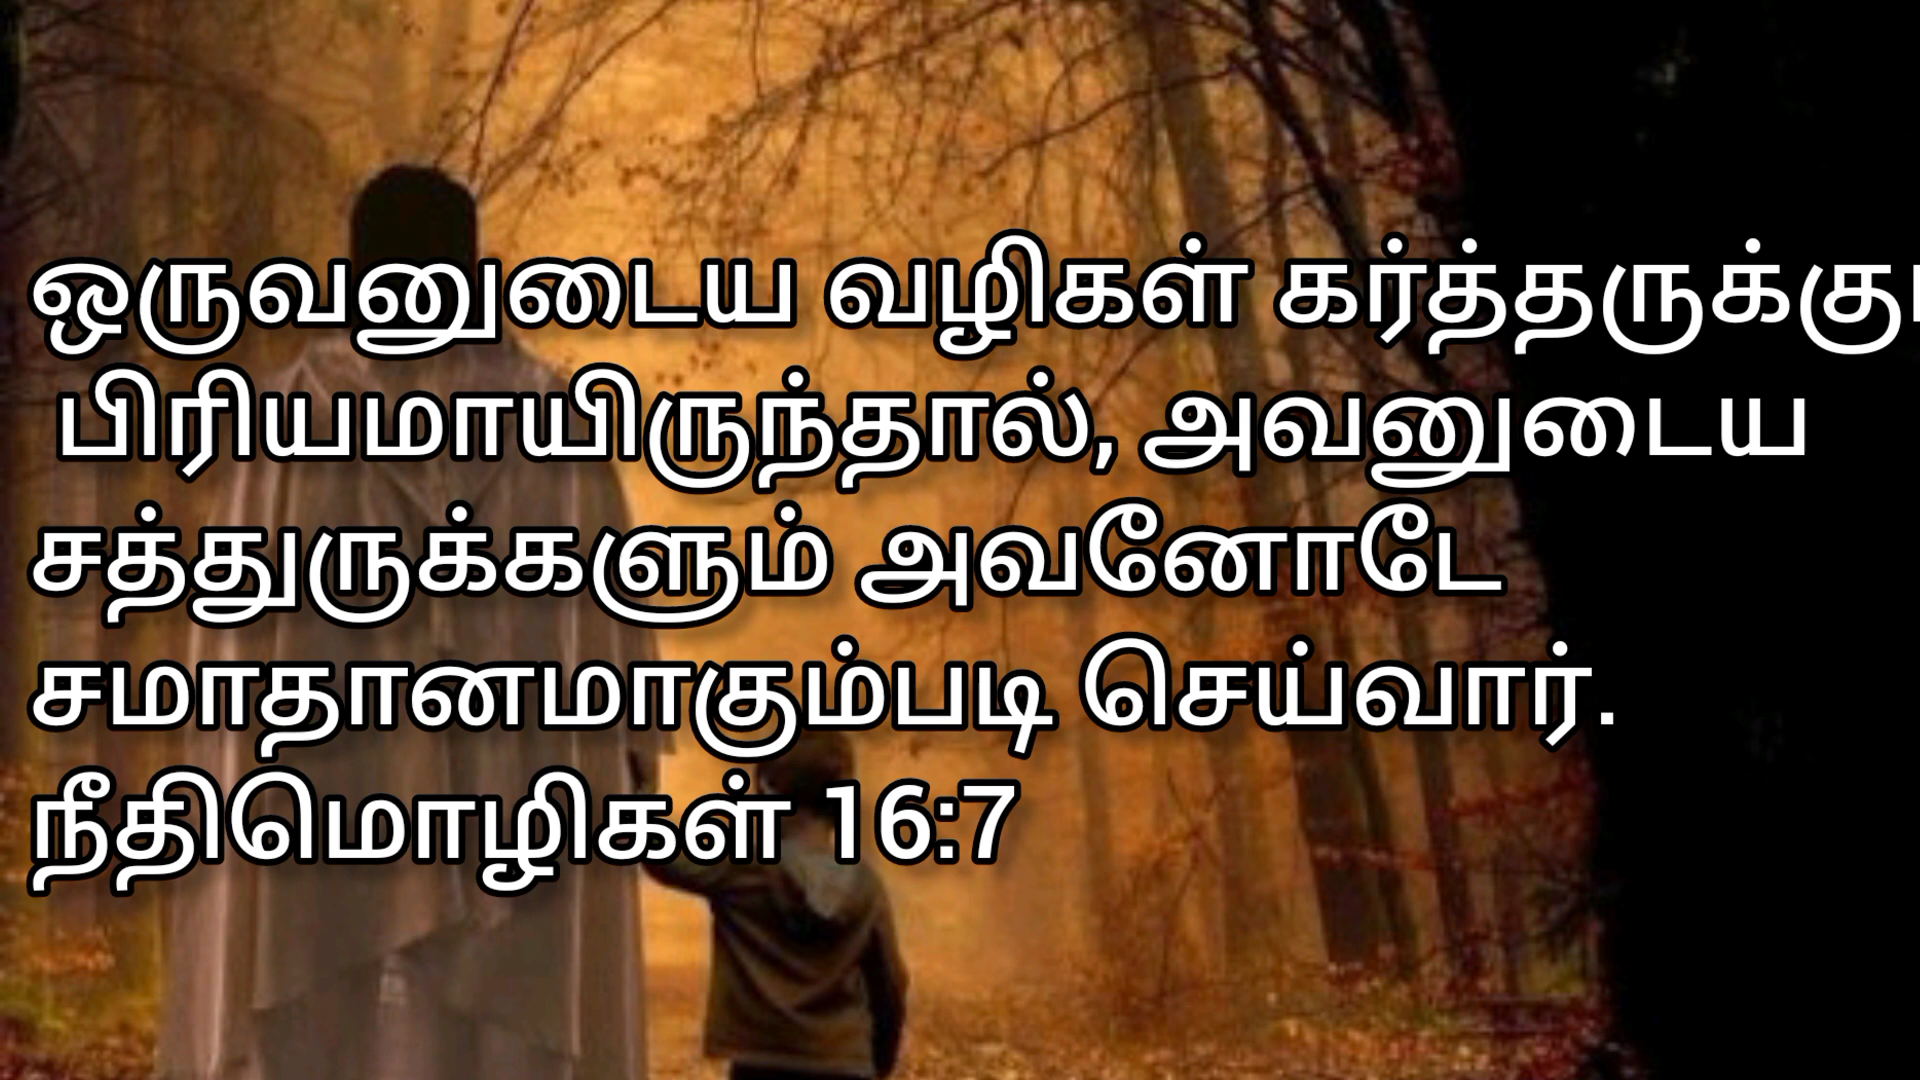 ஒருவனுடைய வழிகள் கர்த்தருக்குப்
பிரியமாயிருந்தால், அவனுடைய
சத்துருக்களும் அவனோடே
சமாதானமாகும்படி செய்வார்.
நீதிமொழிகள் 16:7